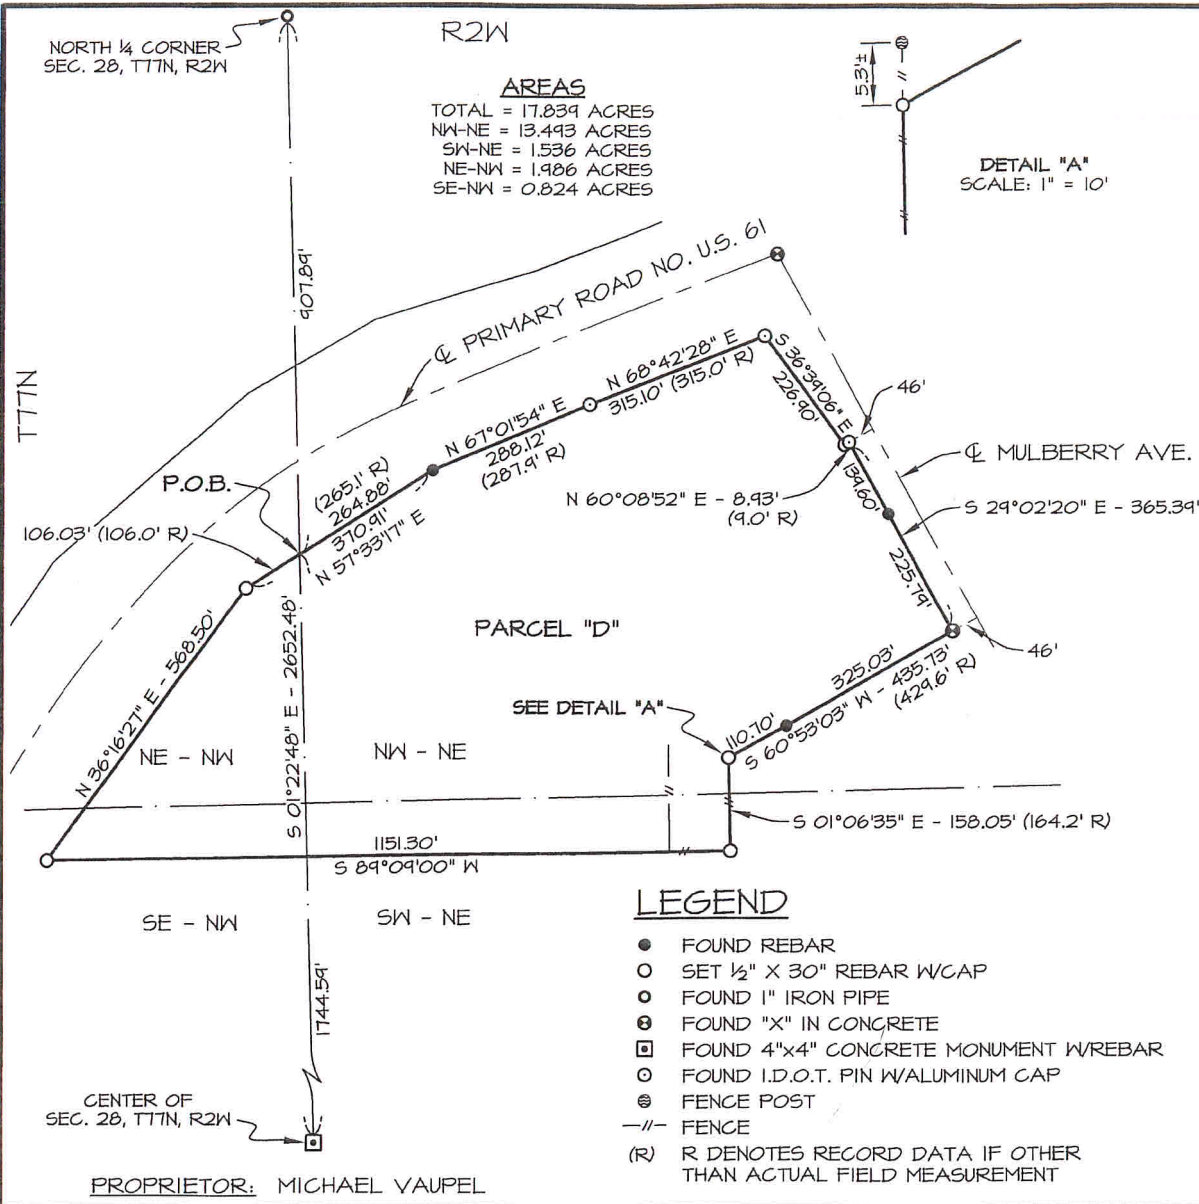 NORTH ¼ CORNER
SEC. 28, T77N, R2W
R2W
AREAS
TOTAL = 17.839 ACRES
NW-NE = 13.493 ACRES
SW-NE = 1.536 ACRES
NE-NW = 1.986 ACRES
SE-NW = 0.824 ACRES
5.3'±
DETAIL "A"
SCALE: 1" = 10'
907.89'
T77N
℄ PRIMARY ROAD NO. U.S. 61
N 68°42'28" E
315.10' (315.0' R)
S 36°39'06" E
226.90'
46'
℄ MULBERRY AVE.
N 67°01'54" E
288.12'
(287.9' R)
P.O.B.
(265.1' R)
264.88'
370.91'
N 57°33'17" E
106.03' (106.0' R)
N 60°08'52" E - 8.93'
(9.0' R)
139.60'
S 29°02'20" E - 365.39'
225.79'
46'
PARCEL "D"
N 36°16'27" E - 568.50'
S 01°22'48" E - 2652.48'
325.03'
S 60°53'03" W - 435.73'
(429.6' R)
110.70'
SEE DETAIL "A"
NE - NW
NW - NE
S 01°06'35" E - 158.05' (164.2' R)
1151.30'
S 89°09'00" W
SE - NW
SW - NE
1744.59'
CENTER OF
SEC. 28, T77N, R2W
PROPRIETOR: MICHAEL VAUPEL
LEGEND
FOUND REBAR
SET ½" X 30" REBAR W/CAP
FOUND 1" IRON PIPE
FOUND "X" IN CONCRETE
FOUND 4"x4" CONCRETE MONUMENT W/REBAR
FOUND I.D.O.T. PIN W/ALUMINUM CAP
FENCE POST
—//— FENCE
(R) R DENOTES RECORD DATA IF OTHER
THAN ACTUAL FIELD MEASUREMENT